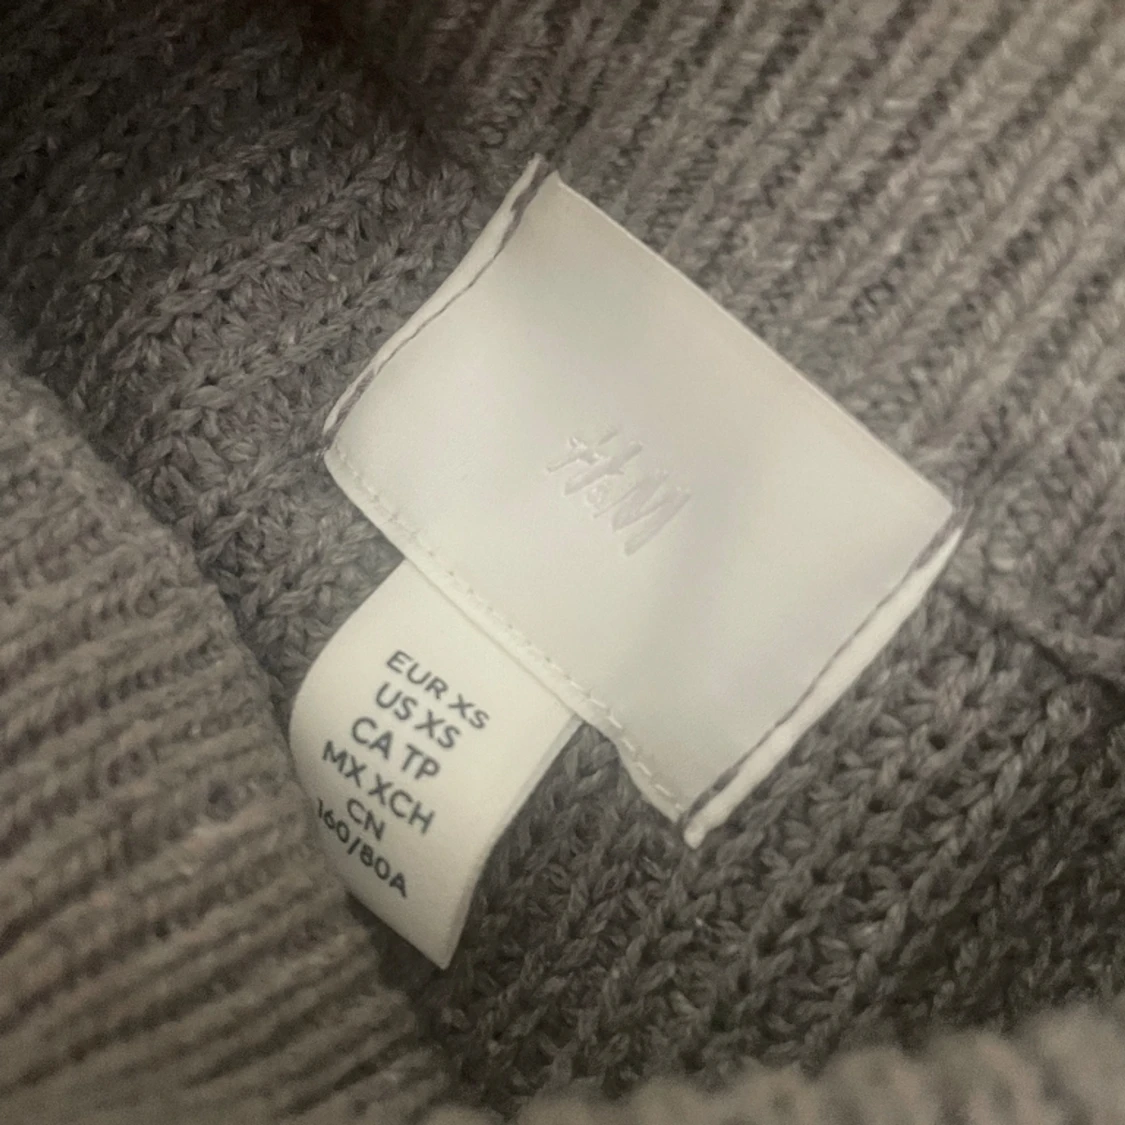 H&M
EUR XS
US XS
CA TP
MX XCH
CN
160/80A